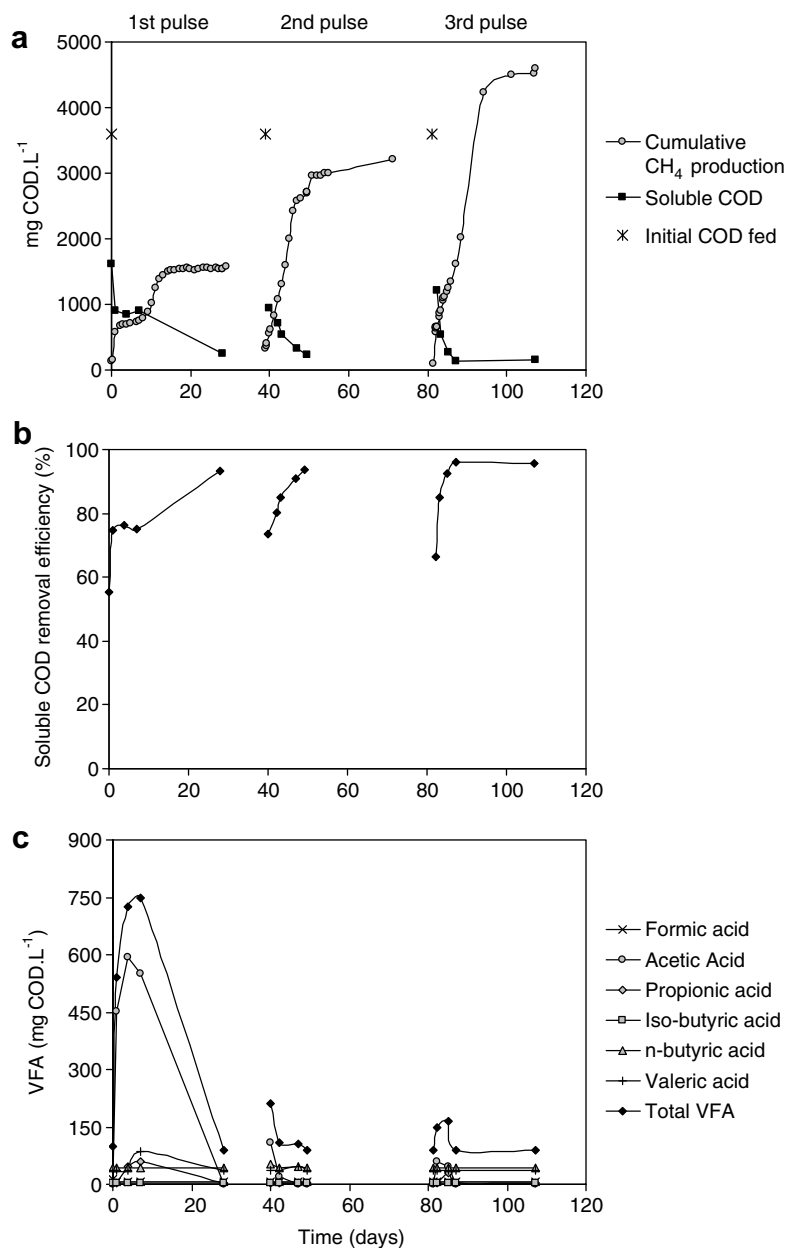 1st pulse 2nd pulse 3rd pulse
a
5000
4000
3000
2000
1000
0
mg COD.L-1
0 20 40 60 80 100 120
Cumulative
CH4 production
Soluble COD
Initial COD fed
b
100
80
60
40
20
0
Soluble COD removal efficiency (%)
0 20 40 60 80 100 120
c
900
750
600
450
300
150
0
VFA (mg COD.L-1)
0 20 40 60 80 100 120
Time (days)
Formic acid
Acetic Acid
Propionic acid
Iso-butyric acid
n-butyric acid
Valeric acid
Total VFA